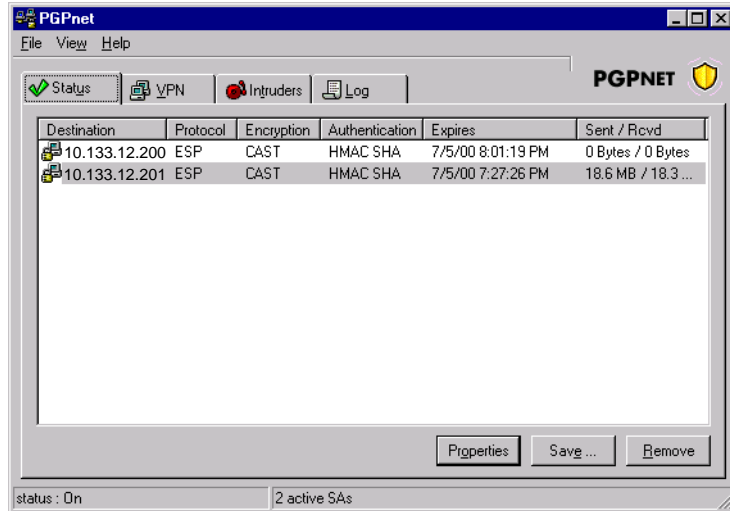 PGPnet
File View Help
PGPNET
Status VPN Intruders Log
Destination Protocol Encryption Authentication Expires Sent / Rcvd
10.133.12.200 ESP CAST HMAC SHA 7/5/00 8:01:19 PM 0 Bytes / 0 Bytes
10.133.12.201 ESP CAST HMAC SHA 7/5/00 7:27:26 PM 18.6 MB / 18.3 ...
Properties Save ... Remove
status : On 2 active SAs